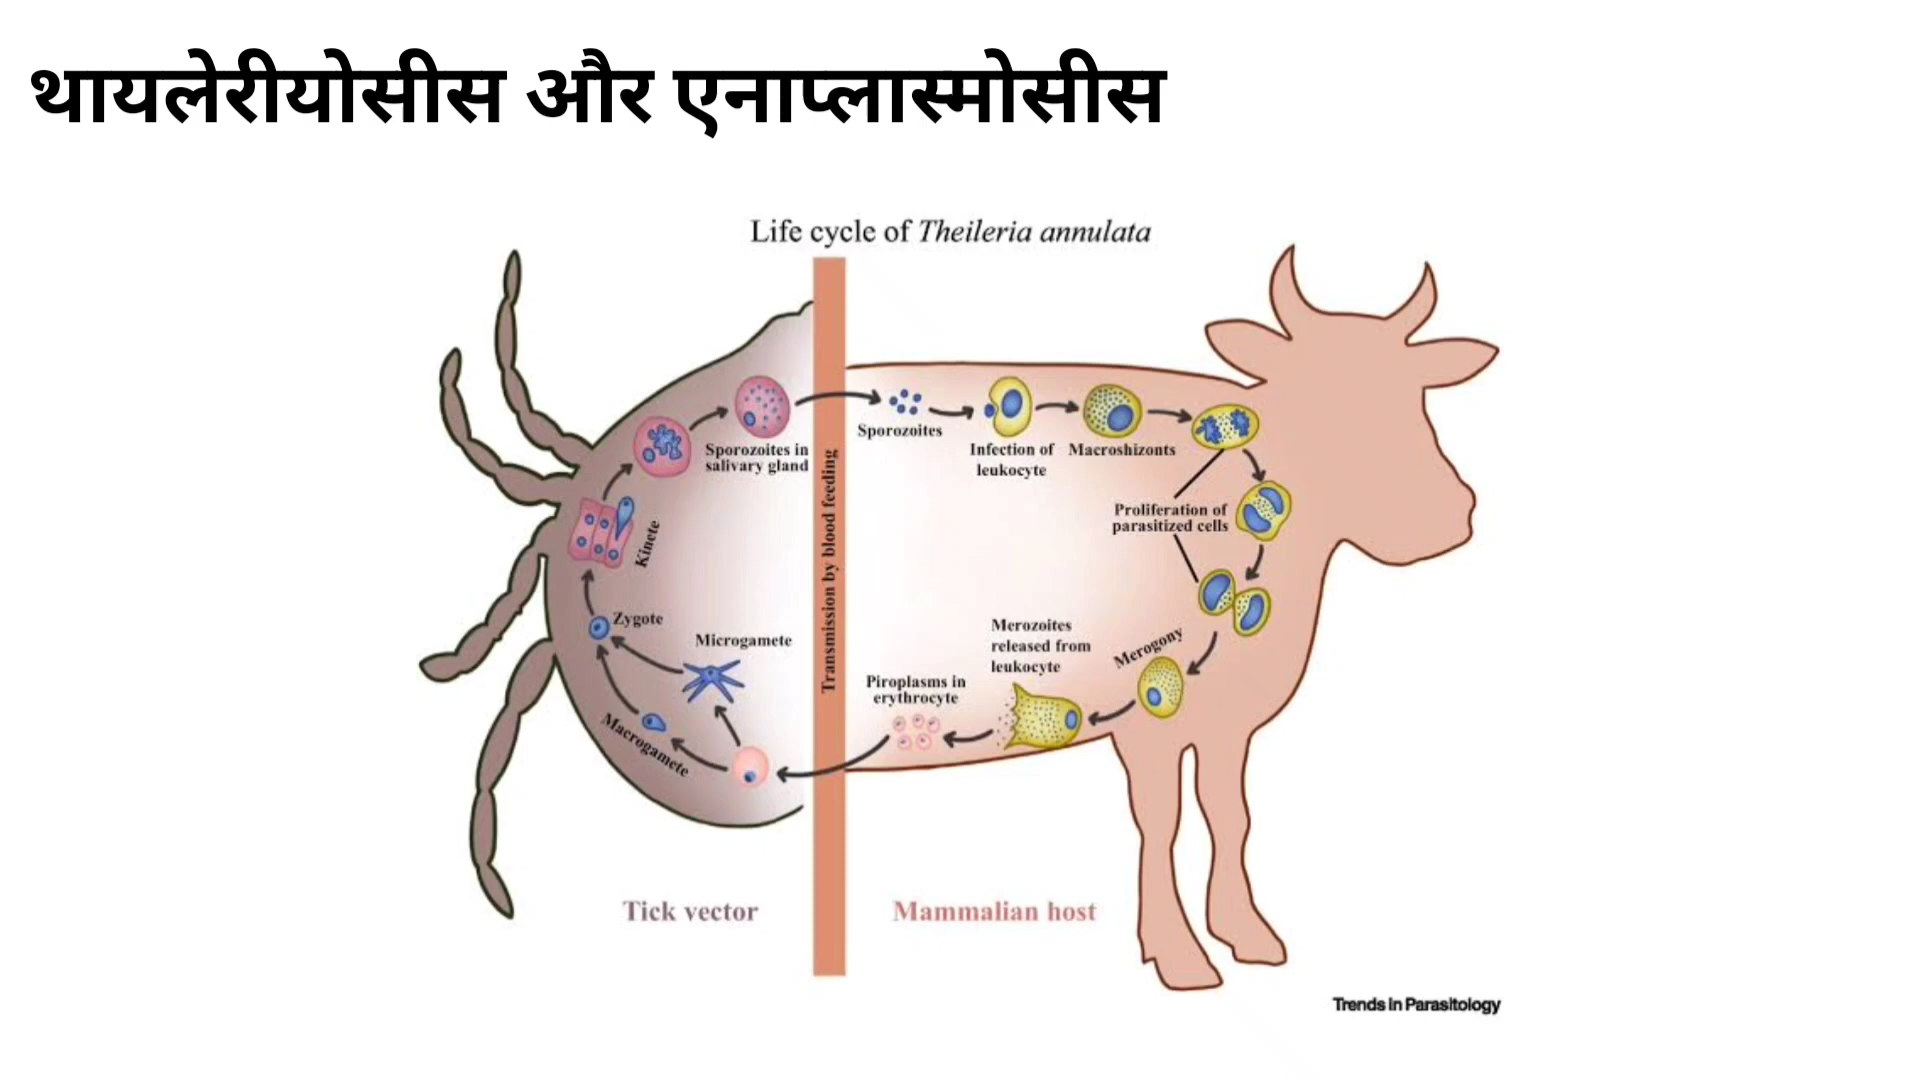 थायलेरीयोसीस और एनाप्लास्मोसीस
Life cycle of Theileria annulata
Sporozoites in
salivary gland
Kinete
Zygote
Microgamete
Macrogamete
Transmission by blood feeding
Sporozoites
Infection of
leukocyte
Macroshizonts
Proliferation of
parasitized cells
Merogony
Merozoites
released from
leukocyte
Piroplasms in
erythrocyte
Tick vector
Mammalian host
Trends in Parasitology